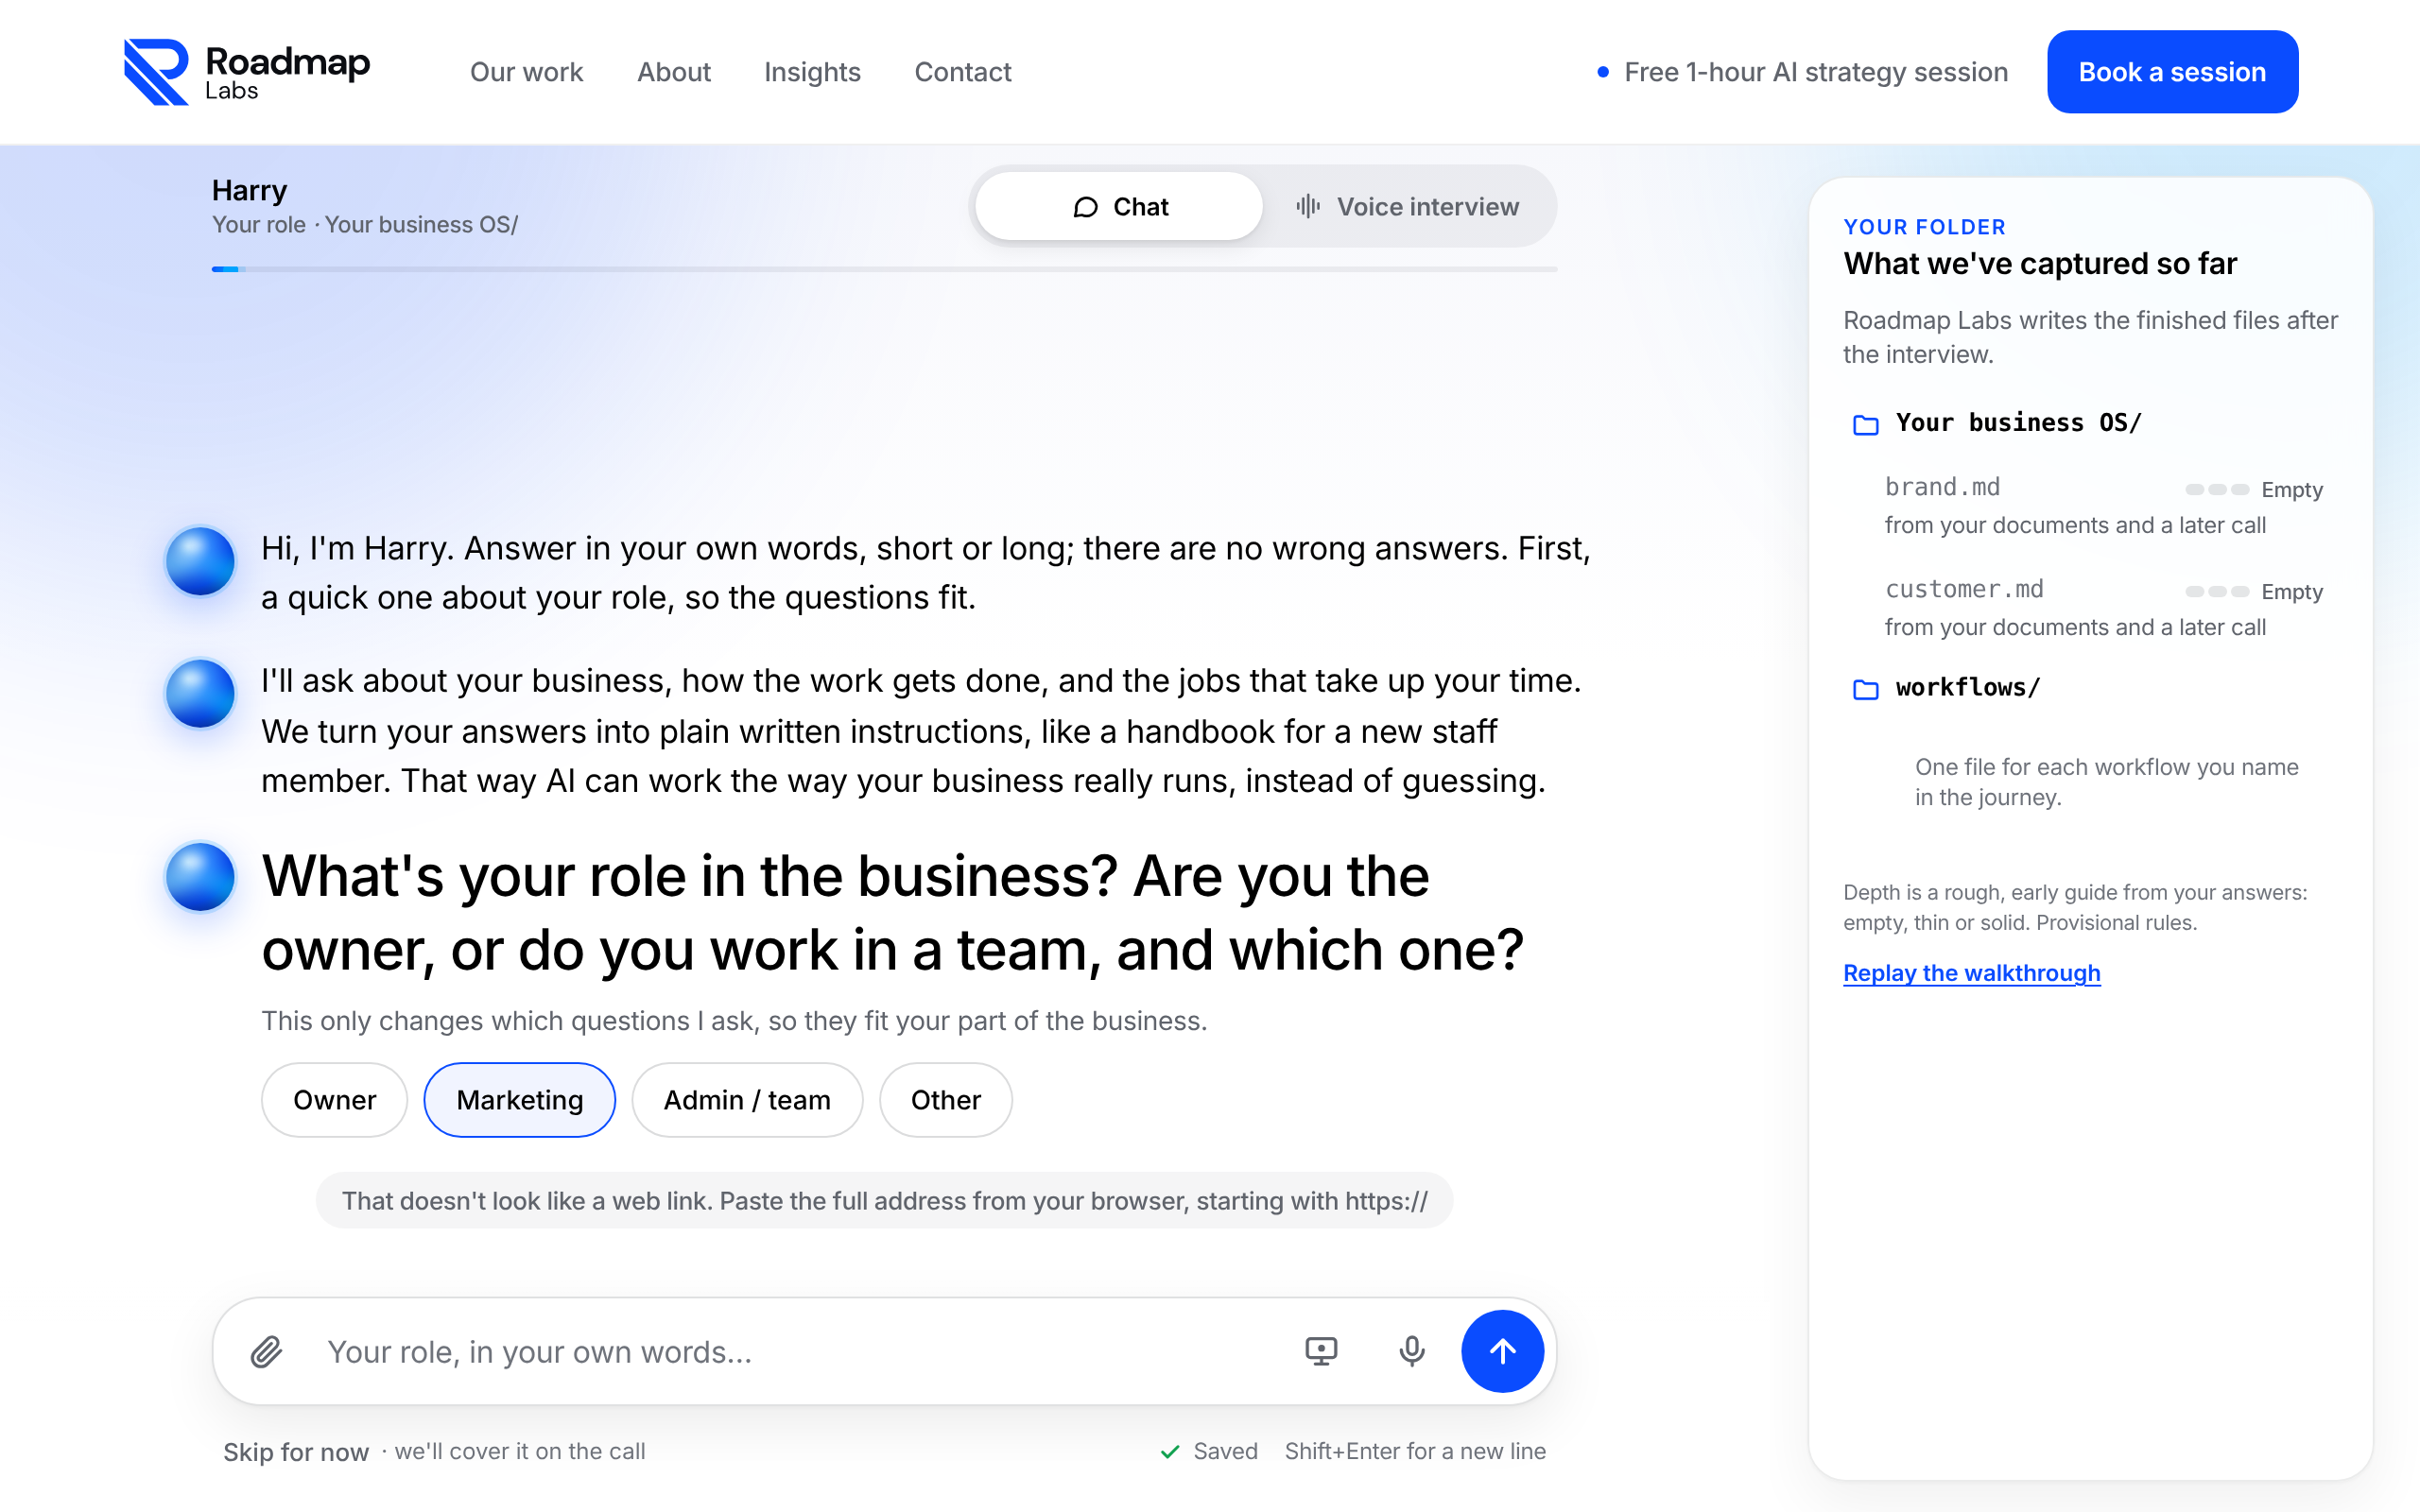 Roadmap
Labs
Our work
About
Insights
Contact
Free 1-hour AI strategy session
Book a session
Harry
Your role · Your business OS/
Chat
Voice interview
Hi, I'm Harry. Answer in your own words, short or long; there are no wrong answers. First,
a quick one about your role, so the questions fit.
I'll ask about your business, how the work gets done, and the jobs that take up your time.
We turn your answers into plain written instructions, like a handbook for a new staff
member. That way AI can work the way your business really runs, instead of guessing.
What's your role in the business? Are you the
owner, or do you work in a team, and which one?
This only changes which questions I ask, so they fit your part of the business.
Owner
Marketing
Admin / team
Other
That doesn't look like a web link. Paste the full address from your browser, starting with https://
Your role, in your own words...
Skip for now · we'll cover it on the call
Saved
Shift+Enter for a new line
YOUR FOLDER
What we've captured so far
Roadmap Labs writes the finished files after
the interview.
Your business OS/
brand.md
Empty
from your documents and a later call
customer.md
Empty
from your documents and a later call
workflows/
One file for each workflow you name
in the journey.
Depth is a rough, early guide from your answers:
empty, thin or solid. Provisional rules.
Replay the walkthrough